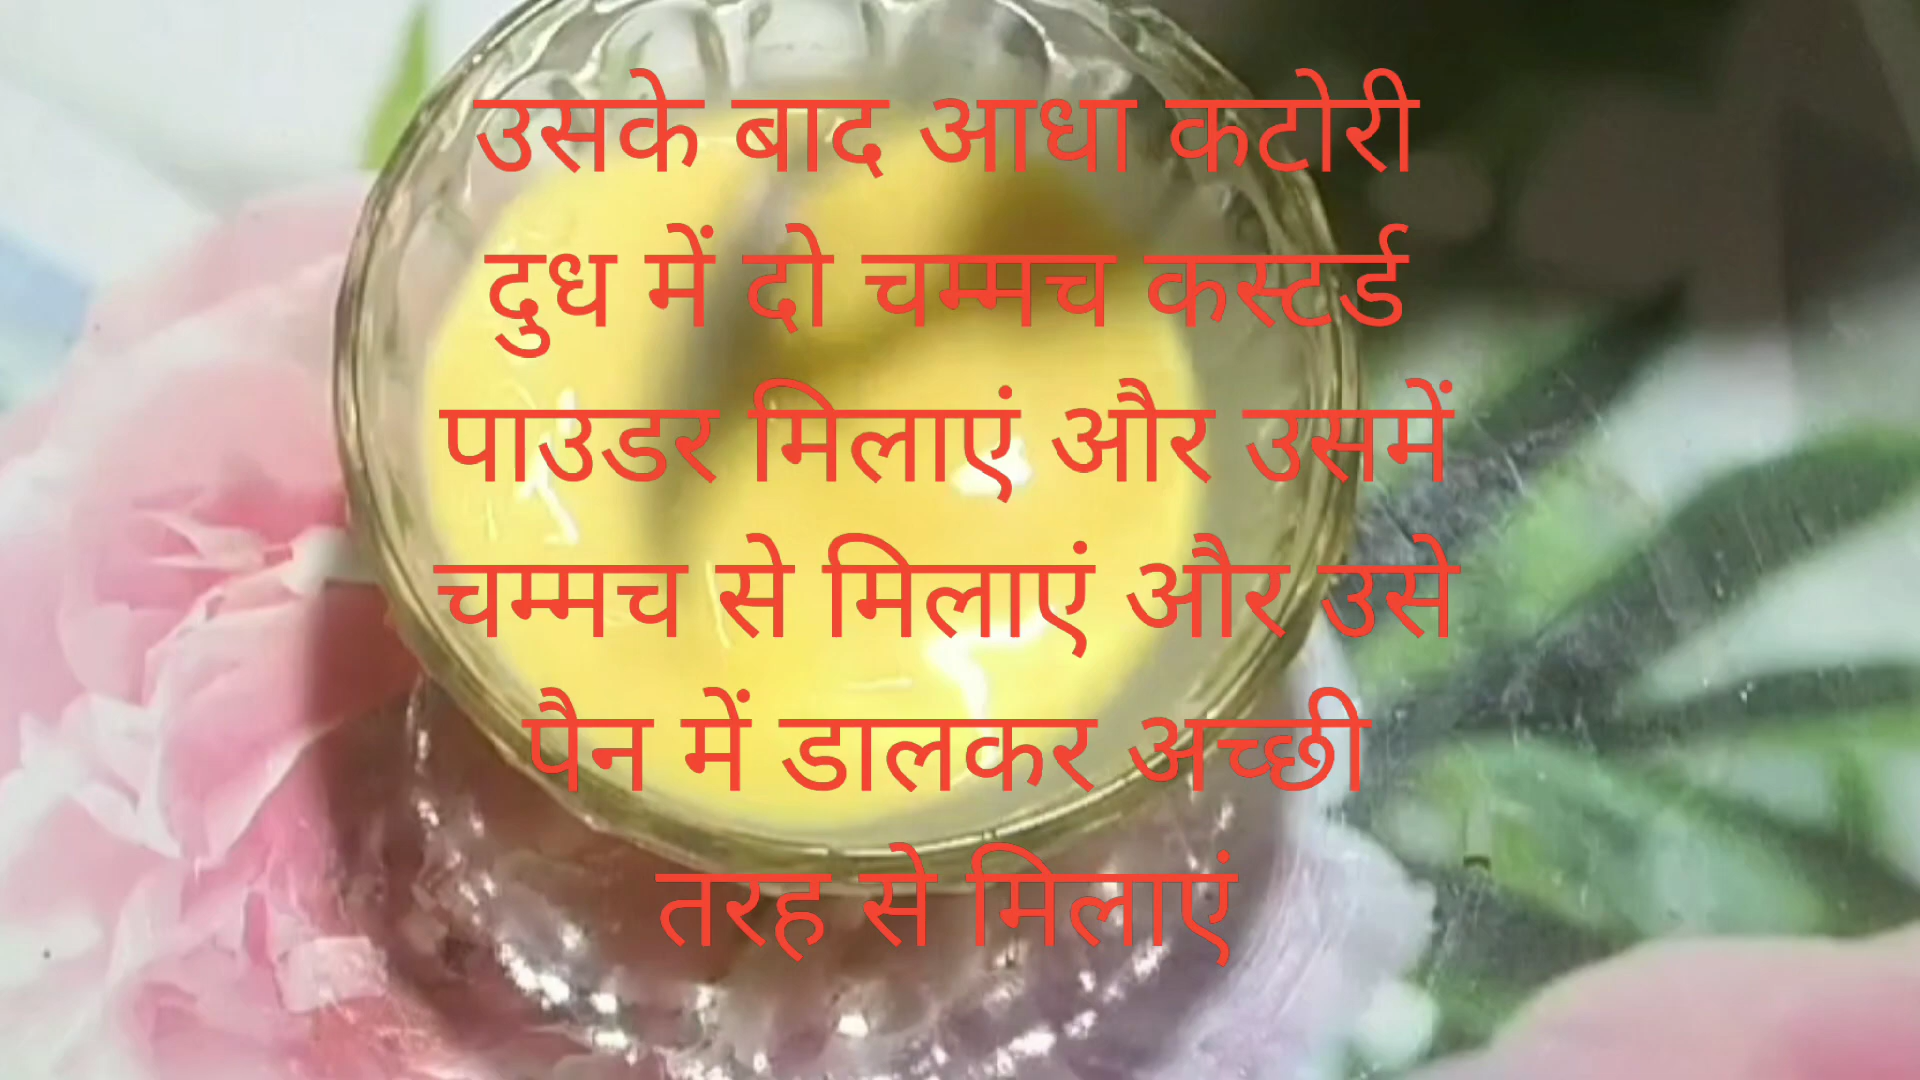 उसके बाद आधा कटोरी
दुध में दो चम्मच कस्टर्ड
पाउडर मिलाएं और उसमें
चम्मच से मिलाएं और उसे
पैन में डालकर अच्छी
तरह से मिलाएं